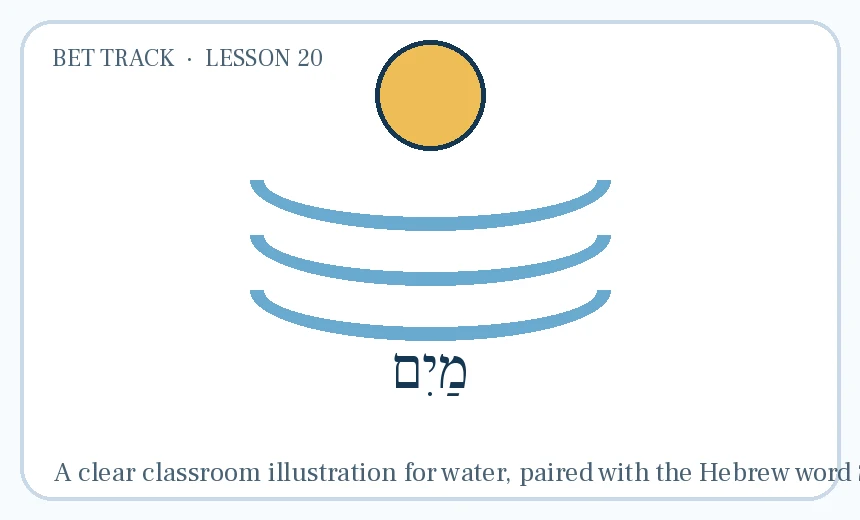 BET TRACK · LESSON 20
מַיִם
A clear classroom illustration for water, paired with the Hebrew word